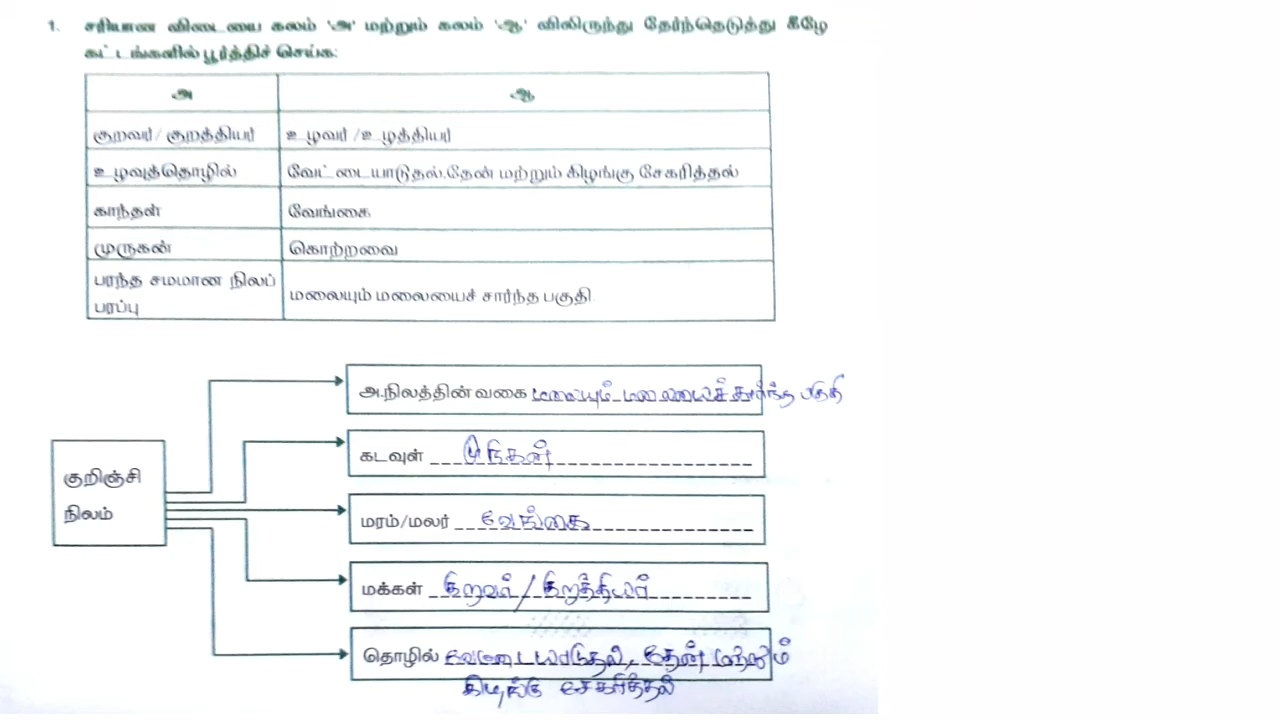 1. சரியான விடையை கலம் 'அ' மற்றும் கலம் 'ஆ' விலிருந்து தேர்ந்தெடுத்து கீழே
கட்டங்களில் பூர்த்திச் செய்க:
அ ஆ
குறவர்/ குறத்தியர் உழவர் /உழத்தியர்
உழவுத்தொழில் வேட்டையாடுதல்,தேன் மற்றும் கிழங்கு சேகரித்தல்
காந்தள் வேங்கை
முருகன் கொற்றவை
பரந்த சமமான நிலப் மலையும் மலையைச் சார்ந்த பகுதி
பரப்பு
குறிஞ்சி
நிலம்
அ.நிலத்தின் வகை மலையும் மலையைச் சார்ந்த பகுதி
கடவுள் முருகன்
மரம்/மலர் வேங்கை
மக்கள் குறவர் / குறத்தியர்
தொழில் வேட்டையாடுதல், தேன் மற்றும்
கிழங்கு சேகரித்தல்